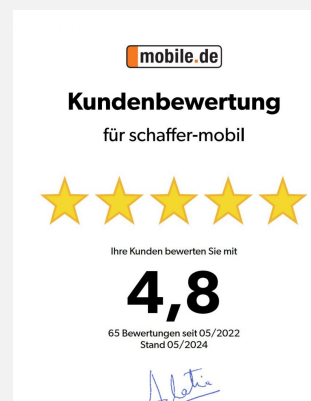 mobile.de
Kundenbewertung
für schaffer-mobil
Ihre Kunden bewerten Sie mit
4,8
65 Bewertungen seit 05/2022
Stand 05/2024